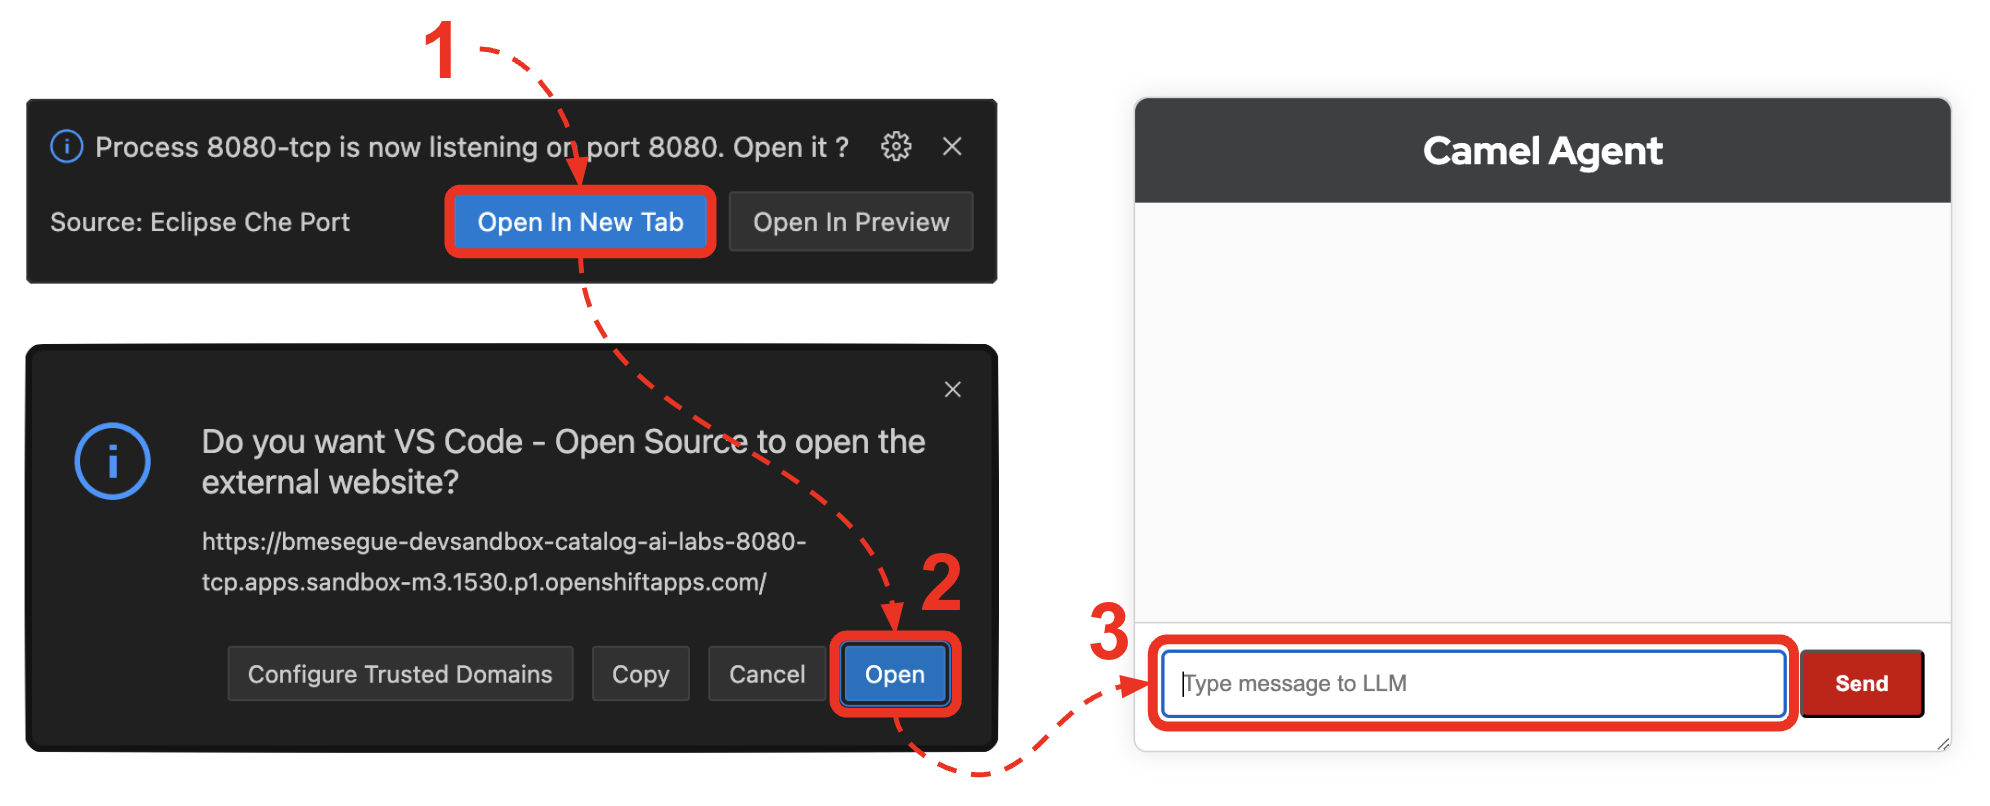 1
Process 8080-tcp is now listening on port 8080. Open it ?
Source: Eclipse Che Port
Open In New Tab
Open In Preview
Do you want VS Code - Open Source to open the
external website?
https://bmesegue-devsandbox-catalog-ai-labs-8080-
tcp.apps.sandbox-m3.1530.p1.openshiftapps.com/
2
Configure Trusted Domains
Copy
Cancel
Open
Camel Agent
3
Type message to LLM
Send